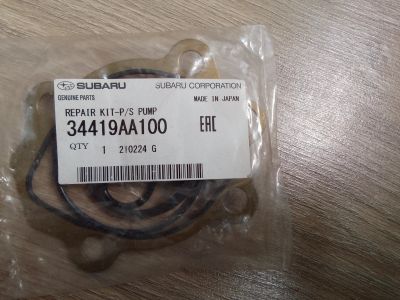 SUBARU SUBARU CORPORATION
GENUINE PARTS MADE IN JAPAN
REPAIR KIT-P/S PUMP
34419AA100 EAC
QTY 1 210224 G